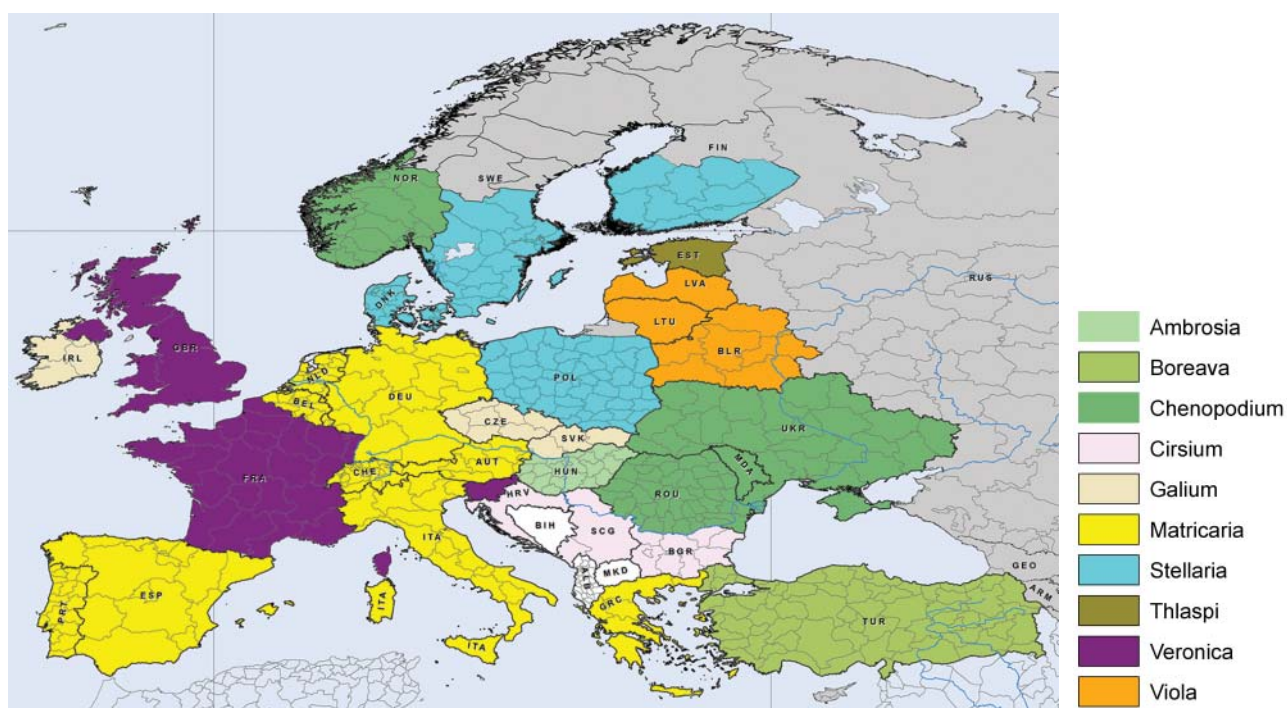 FIN
NOR
SWE
EST
RUS
LVA
DNK
LTU
GBR
IRL
BLR
NLD
POL
DEU
BEL
CZE
UKR
SVK
AUT
HUN
MDA
CHE
FRA
ROU
HRV
BIH
SCG
ITA
BGR
GEO
MKD
ALB
ARM
ESP
PRT
ITA
GRC
TUR
ITA
Ambrosia
Boreava
Chenopodium
Cirsium
Galium
Matricaria
Stellaria
Thlaspi
Veronica
Viola